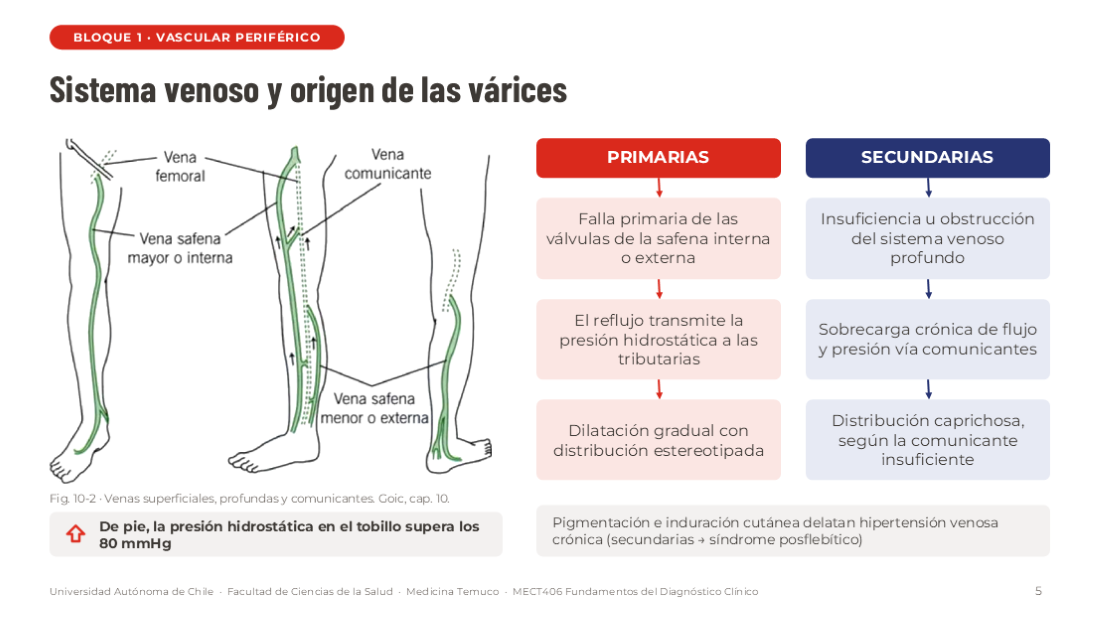 BLOQUE 1 · VASCULAR PERIFÉRICO
Sistema venoso y origen de las várices
Vena
femoral
Vena
comunicante
Vena safena
mayor o interna
Vena safena
menor o externa
Fig. 10-2 · Venas superficiales, profundas y comunicantes. Goic, cap. 10.
De pie, la presión hidrostática en el tobillo supera los
80 mmHg
PRIMARIAS
Falla primaria de las
válvulas de la safena interna
o externa
El reflujo transmite la
presión hidrostática a las
tributarias
Dilatación gradual con
distribución estereotipada
SECUNDARIAS
Insuficiencia u obstrucción
del sistema venoso
profundo
Sobrecarga crónica de flujo
y presión vía comunicantes
Distribución caprichosa,
según la comunicante
insuficiente
Pigmentación e induración cutánea delatan hipertensión venosa
crónica (secundarias → síndrome posflebítico)
Universidad Autónoma de Chile · Facultad de Ciencias de la Salud · Medicina Temuco · MECT406 Fundamentos del Diagnóstico Clínico
5